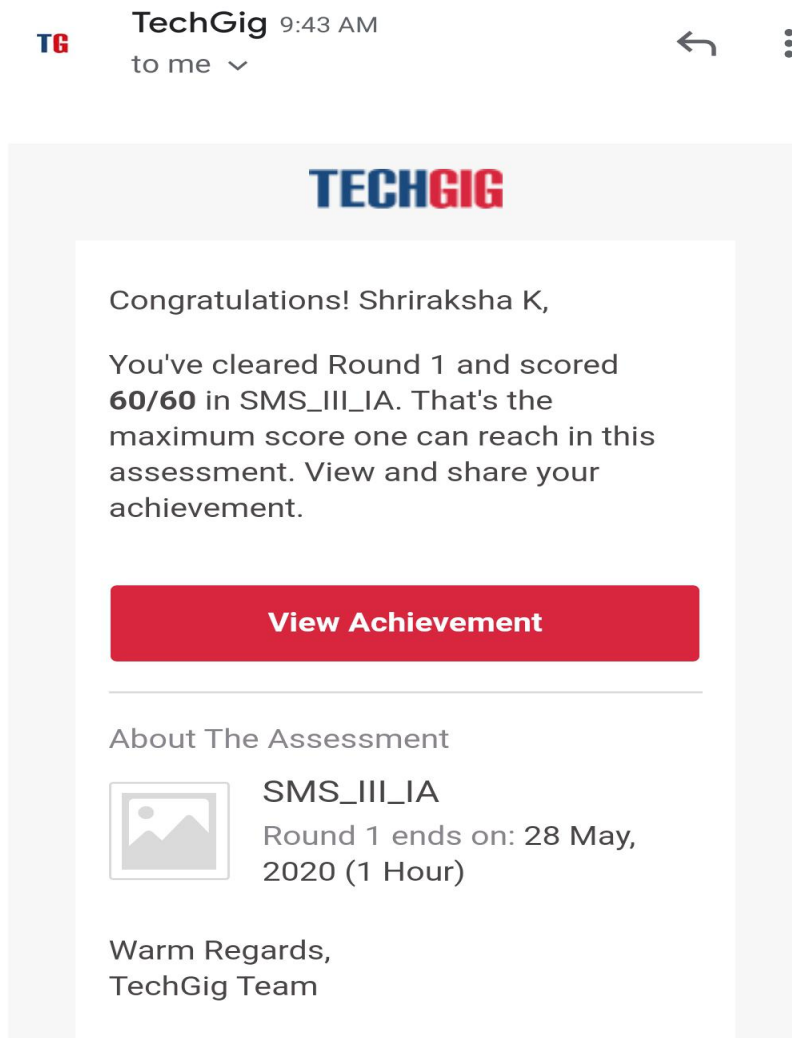 TG
TechGig 9:43 AM
to me
TECHGIG
Congratulations! Shriraksha K,
You've cleared Round 1 and scored
60/60 in SMS_III_IA. That's the
maximum score one can reach in this
assessment. View and share your
achievement.
View Achievement
About The Assessment
SMS_III_IA
Round 1 ends on: 28 May,
2020 (1 Hour)
Warm Regards,
TechGig Team